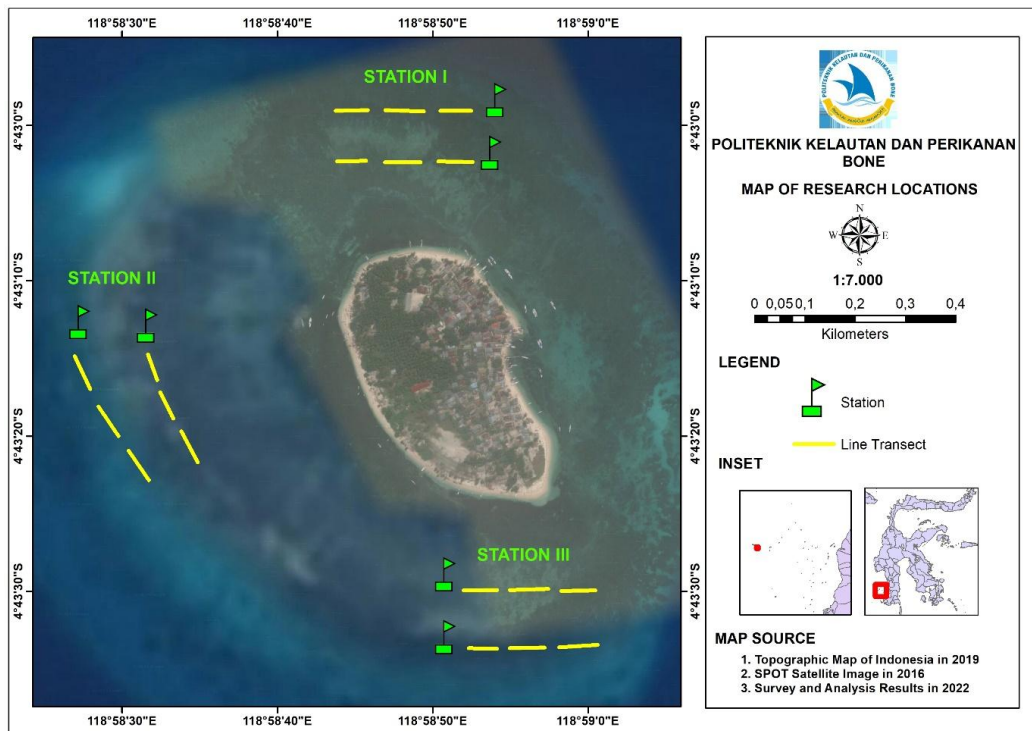 118°58'30"E
118°58'40"E
118°58'50"E
118°59'0"E
4°43'0"S
4°43'10"S
4°43'20"S
4°43'30"S
4°43'0"S
4°43'10"S
4°43'20"S
4°43'30"S
STATION I
STATION II
STATION III
118°58'30"E
118°58'40"E
118°58'50"E
118°59'0"E
POLITEKNIK KELAUTAN DAN PERIKANAN BONE
POLITEKNIK KELAUTAN DAN PERIKANAN
BONE
MAP OF RESEARCH LOCATIONS
N
W
E
S
1:7.000
0 0,05 0,1 0,2 0,3 0,4
Kilometers
LEGEND
Station
Line Transect
INSET
MAP SOURCE
1. Topographic Map of Indonesia in 2019
2. SPOT Satellite Image in 2016
3. Survey and Analysis Results in 2022